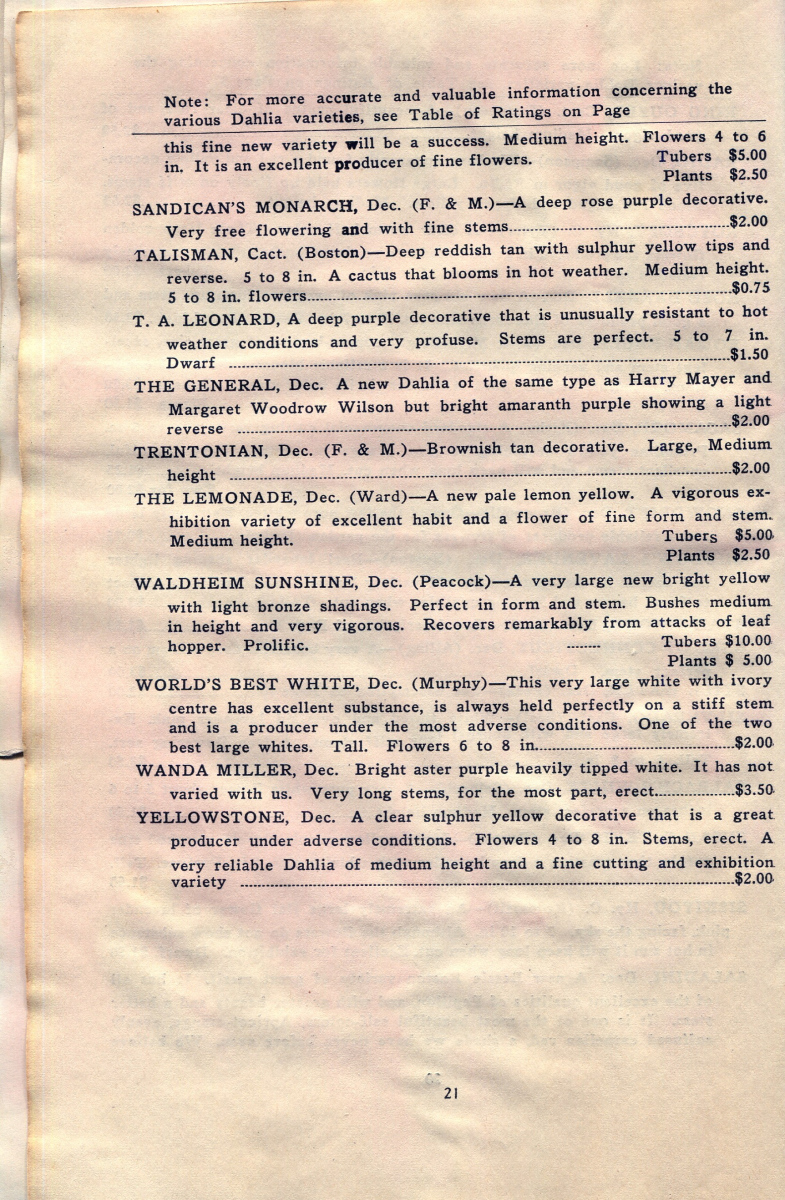 Note: For more accurate and valuable information concerning the
various Dahlia varieties, see Table of Ratings on Page
this fine new variety will be a success. Medium height. Flowers 4 to 6
in. It is an excellent producer of fine flowers. Tubers $5.00
Plants $2.50
SANDICAN'S MONARCH, Dec. (F. & M.)—A deep rose purple decorative.
Very free flowering and with fine stems..........$2.00
TALISMAN, Cact. (Boston)—Deep reddish tan with sulphur yellow tips and
reverse. 5 to 8 in. A cactus that blooms in hot weather. Medium height.
5 to 8 in. flowers..........$0.75
T. A. LEONARD, A deep purple decorative that is unusually resistant to hot
weather conditions and very profuse. Stems are perfect. 5 to 7 in.
Dwarf ..........$1.50
THE GENERAL, Dec. A new Dahlia of the same type as Harry Mayer and
Margaret Woodrow Wilson but bright amaranth purple showing a light
reverse ..........$2.00
TRENTONIAN, Dec. (F. & M.)—Brownish tan decorative. Large, Medium
height ..........$2.00
THE LEMONADE, Dec. (Ward)—A new pale lemon yellow. A vigorous ex-
hibition variety of excellent habit and a flower of fine form and stem.
Medium height. Tubers $5.00
Plants $2.50
WALDHEIM SUNSHINE, Dec. (Peacock)—A very large new bright yellow
with light bronze shadings. Perfect in form and stem. Bushes medium
in height and very vigorous. Recovers remarkably from attacks of leaf
hopper. Prolific. ........ Tubers $10.00
Plants $ 5.00
WORLD'S BEST WHITE, Dec. (Murphy)—This very large white with ivory
centre has excellent substance, is always held perfectly on a stiff stem
and is a producer under the most adverse conditions. One of the two
best large whites. Tall. Flowers 6 to 8 in..........$2.00
WANDA MILLER, Dec. Bright aster purple heavily tipped white. It has not
varied with us. Very long stems, for the most part, erect..........$3.50
YELLOWSTONE, Dec. A clear sulphur yellow decorative that is a great
producer under adverse conditions. Flowers 4 to 8 in. Stems, erect. A
very reliable Dahlia of medium height and a fine cutting and exhibition
variety ..........$2.00
21